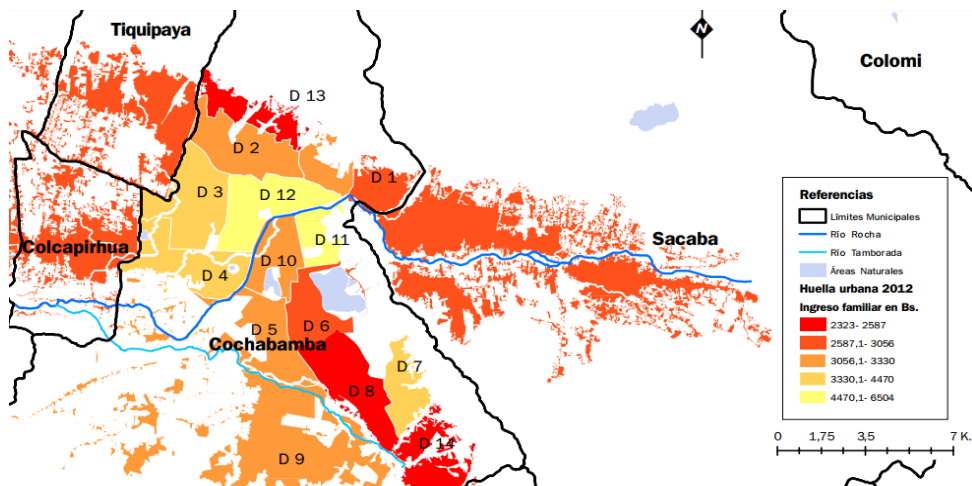 Tiquipaya
N
Colomi
D 13
D 2
D 1
D 3
D 12
Referencias
Límites Municipales
Río Rocha
Río Tamborada
Áreas Naturales
Huella urbana 2012
Ingreso familiar en Bs.
2323- 2587
2587,1- 3056
3056,1- 3330
3330,1- 4470
4470,1- 6504
D 11
Sacaba
Colcapirhua
D 10
D 4
D 6
D 5
Cochabamba
D 7
D 8
D 14
D 9
0 1,75 3,5 7 K.